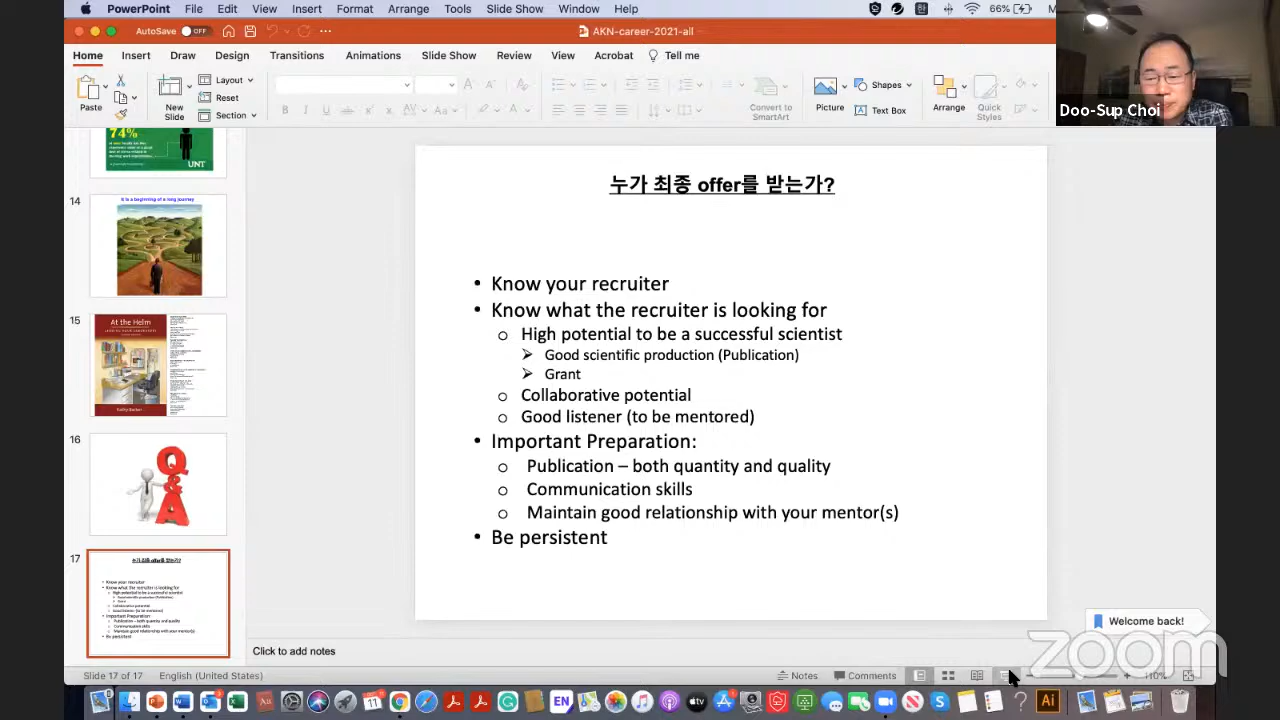 PowerPoint File Edit View Insert Format Arrange Tools Slide Show Window Help 66%
AutoSave OFF AKN-career-2021-all
Home Insert Draw Design Transitions Animations Slide Show Review View Acrobat Tell me
Paste New Slide Layout Reset Section Convert to SmartArt Picture Shapes Text Box Arrange Quick Styles
Doo-Sup Choi
74%
UNT
14
It is a beginning of a long journey
15
At the Helm
Kathy Barker
16
Q&A
17
누가 최종 offer를 받는가?
• Know your recruiter
• Know what the recruiter is looking for
o High potential to be a successful scientist
➢ Good scientific production (Publication)
➢ Grant
o Collaborative potential
o Good listener (to be mentored)
• Important Preparation:
o Publication – both quantity and quality
o Communication skills
o Maintain good relationship with your mentor(s)
• Be persistent
Welcome back!
zoom
Click to add notes
Slide 17 of 17 English (United States) Notes Comments 110%
EN tv Ai